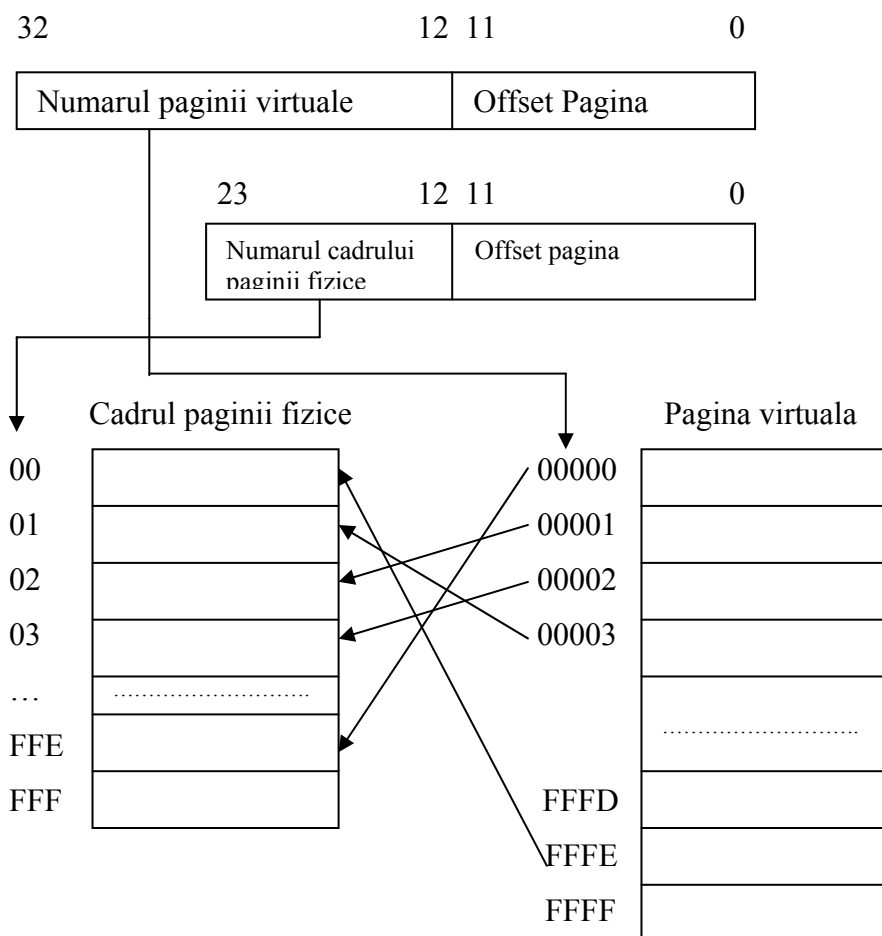 32 12 11 0
Numarul paginii virtuale Offset Pagina
23 12 11 0
Numarul cadrului Offset pagina
paginii fizice
Cadrul paginii fizice Pagina virtuala
00 00000
01 00001
02 00002
03 00003
... ..............................
..............................
FFE
FFF FFFD
FFFE
FFFF